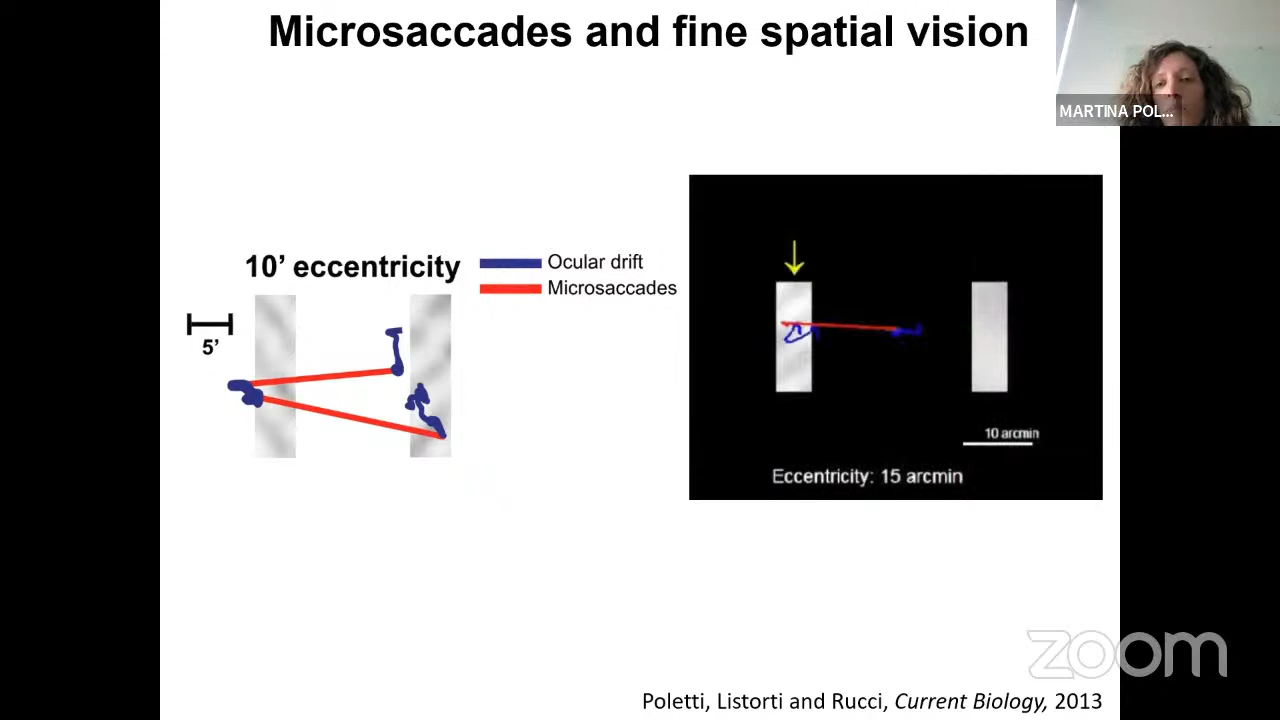 Microsaccades and fine spatial vision
MARTINA POL...
10’ eccentricity
Ocular drift
Microsaccades
5’
10 arcmin
Eccentricity: 15 arcmin
zoom
Poletti, Listorti and Rucci, Current Biology, 2013